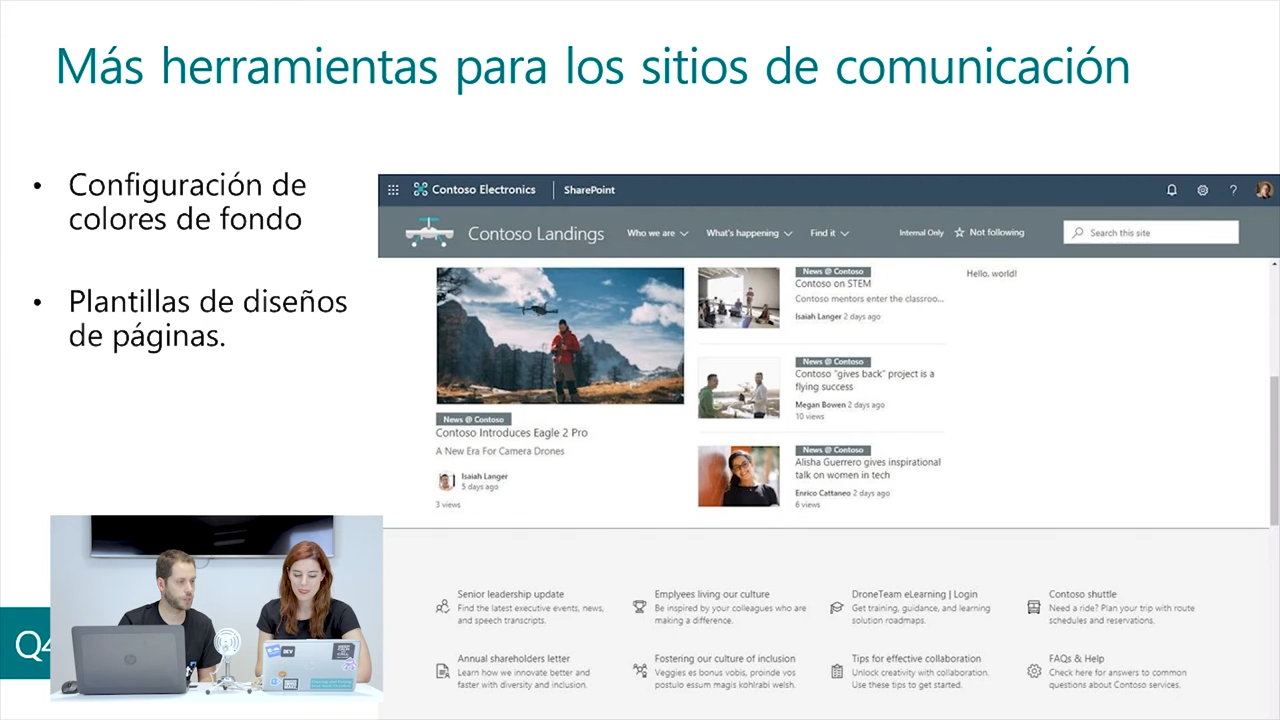 Más herramientas para los sitios de comunicación
• Configuración de
colores de fondo
• Plantillas de diseños
de páginas.
Contoso Electronics
SharePoint
?
Contoso Landings
Who we are
What's happening
Find it
Internal Only
Not following
Search this site
News @ Contoso
Contoso Introduces Eagle 2 Pro
A New Era For Camera Drones
Isaiah Langer
5 days ago
3 views
News @ Contoso
Contoso on STEM
Contoso mentors enter the classroo...
Isaiah Langer 2 days ago
News @ Contoso
Contoso "gives back" project is a
flying success
Megan Bowen 2 days ago
10 views
News @ Contoso
Alisha Guerrero gives inspirational
talk on women in tech
Enrico Cattaneo 2 days ago
6 views
Hello, world!
Senior leadership update
Find the latest executive events, news,
and speech transcripts.
Emplyees living our culture
Be inspired by your colleagues who are
making a difference.
DroneTeam eLearning | Login
Get training, guidance, and learning
solution roadmaps.
Contoso shuttle
Need a ride? Plan your trip with route
schedules and reservations.
Annual shareholders letter
Learn how we innovate better and
faster with diversity and inclusion.
Fostering our culture of inclusion
Veggies es bonus vobis, proinde vos
postulo essum magis kohlrabi welsh.
Tips for effective collaboration
Unlock creativity with collaboration.
Use these tips to get started.
FAQs & Help
Check here for answers to common
questions about Contoso services.
Q4
hp
DEV